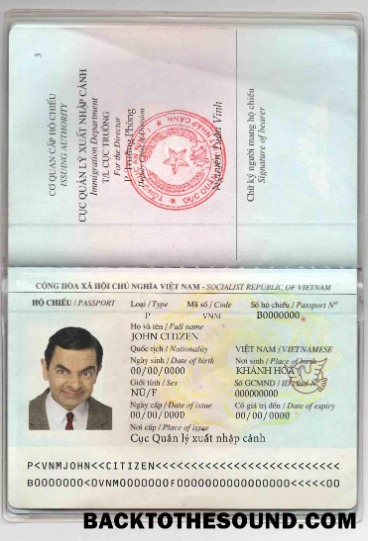 3
CƠ QUAN CẤP HỘ CHIẾU
ISSUING AUTHORITY
CỤC QUẢN LÝ XUẤT NHẬP CẢNH
Immigration Department
T/L CỤC TRƯỞNG
For the Director
P. Trưởng Phòng
Vinh
Chữ ký người mang hộ chiếu
Signature of bearer
CỘNG HÒA XÃ HỘI CHỦ NGHĨA VIỆT NAM - SOCIALIST REPUBLIC OF VIETNAM
HỘ CHIẾU / PASSPORT Loại / Type Mã số / Code Số hộ chiếu / Passport Nº
P VNM B0000000
Họ và tên / Full name
JOHN CITIZEN
Quốc tịch / Nationality VIỆT NAM / VIETNAMESE
Ngày sinh / Date of birth Nơi sinh / Place of birth
00/00/0000 KHÁNH HÒA
Giới tính / Sex Số GCMND / ID
NỮ/F 000000000
Ngày cấp / Date of issue Có giá trị đến / Date of expiry
00/00/0000 00/00/0000
Nơi cấp / Place of issue
Cục Quản lý xuất nhập cảnh
P<VNMJOHN<<CITIZEN<<<<<<<<<<<<<<<<<<<<<<<<<<
B0000000<0VNM0000000F0000000000000000<<<<<00
BACKTOTHESOUND.COM